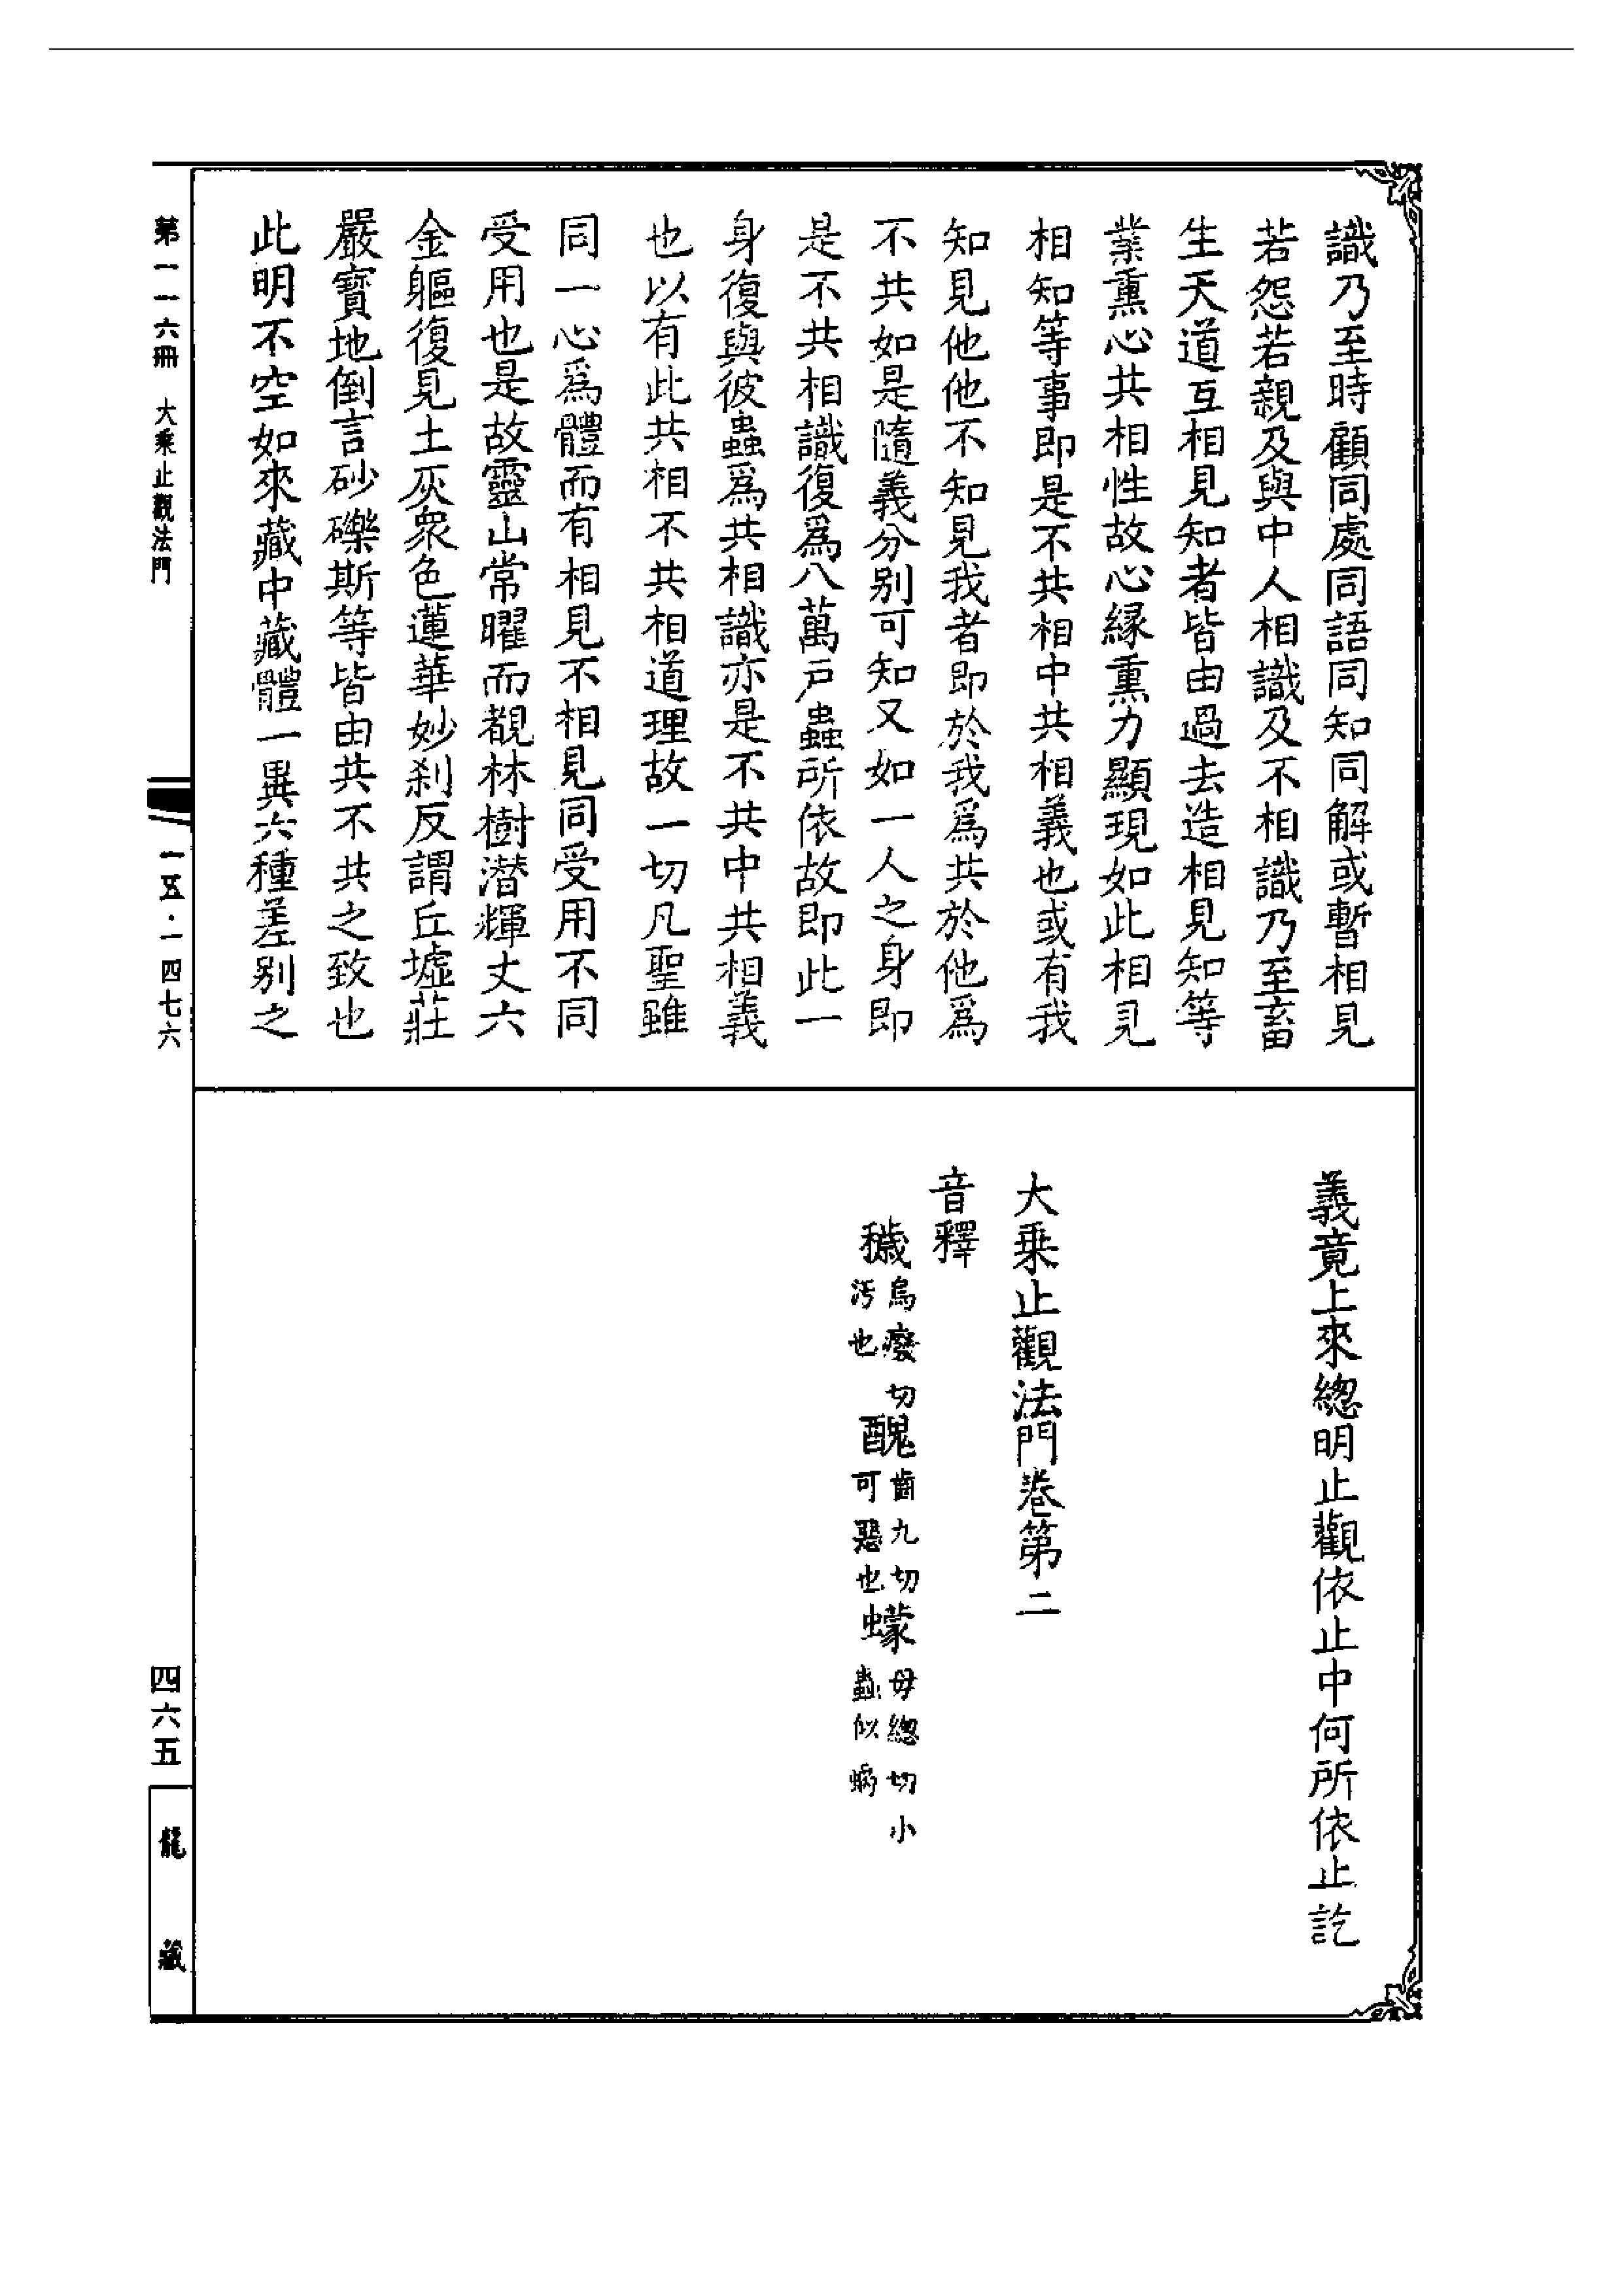 識乃至時顧同處同語同知同解或暫相見
若怨若親及與中人相識及不相識乃至畜
生天道互相見知者皆由過去造相見知等
業熏心共相性故心縁熏力顯現如此相見
相知等事即是不共相中共相義也或有我
知見他他不知見我者即於我爲共於他爲
不共如是隨義分别可知又如一人之身即
是不共相識復爲八萬户蟲所依故即此一
身復與彼蟲爲共相識亦是不共中共相義
也以有此共相不共相道理故一切凡聖雖
同一心爲體而有相見不相見同受用不同
受用也是故靈山常曜而覩林樹潛輝丈六
金軀復見土灰衆色蓮華妙刹反謂丘墟莊
嚴寶地倒言砂礫斯等皆由共不共之致也
此明不空如來藏中藏體一異六種差别之
義竟上來總明止觀依止中何所依止訖
大乘止觀法門卷第二
音釋
穢烏癈切汚也 醜齒九切可惡也 蠓母總切小蟲似蜹
第一一六冊 大乘止觀法門
一五·一四七六
四六五
龍藏